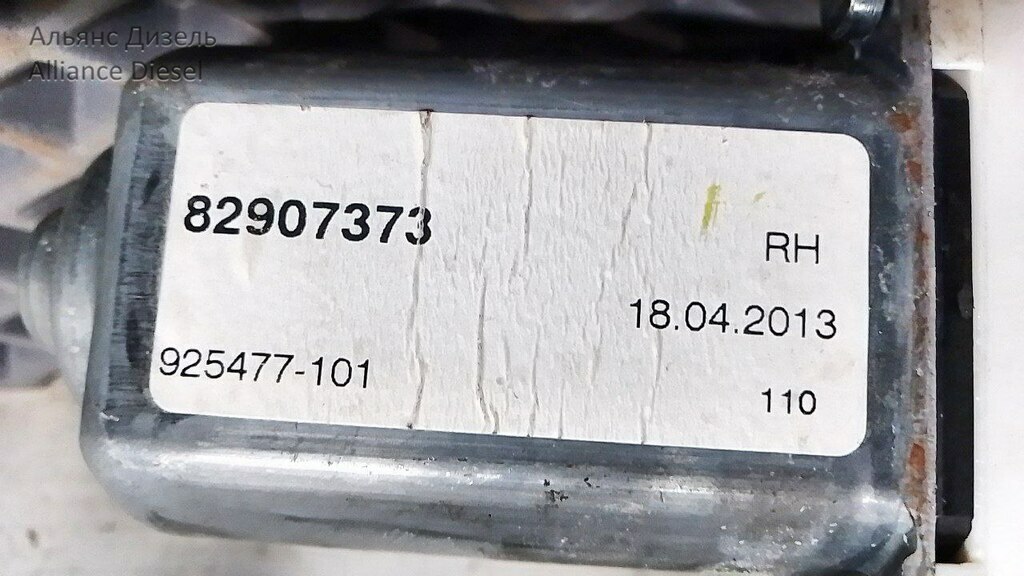 Альянс Дизель
Alliance Diesel
82907373
RH
18.04.2013
925477-101
110